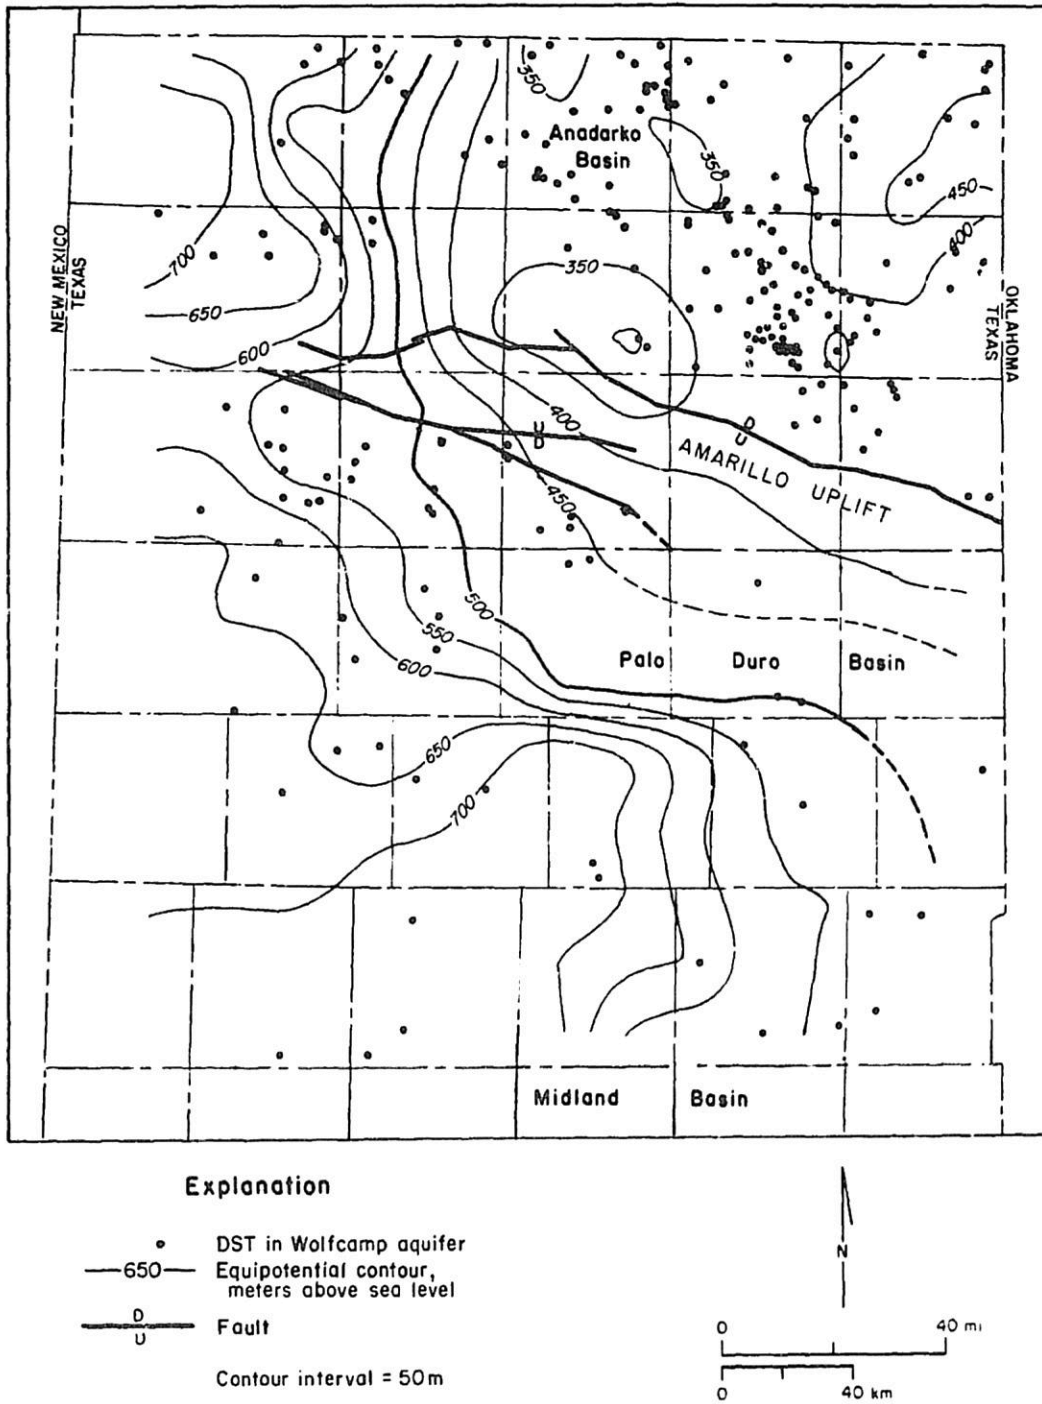 350
Anadarko
Basin
350
450
400
700
NEW MEXICO
TEXAS
650
350
600
OKLAHOMA
TEXAS
400
U
D
D
U
AMARILLO UPLIFT
450
500
550
600
Palo Duro Basin
650
700
Midland Basin
Explanation
DST in Wolfcamp aquifer
650 Equipotential contour,
meters above sea level
D
U
Fault
Contour interval = 50m
N
0 40 mi
0 40 km